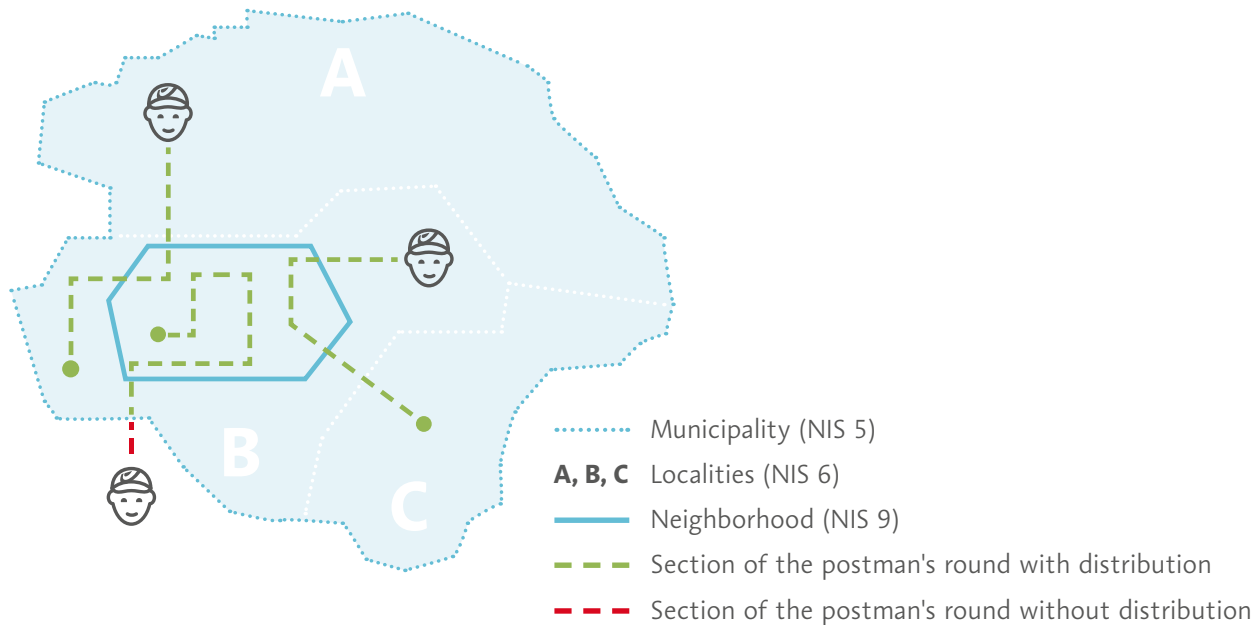 A
B
C
Municipality (NIS 5)
A, B, C Localities (NIS 6)
Neighborhood (NIS 9)
Section of the postman's round with distribution
Section of the postman's round without distribution